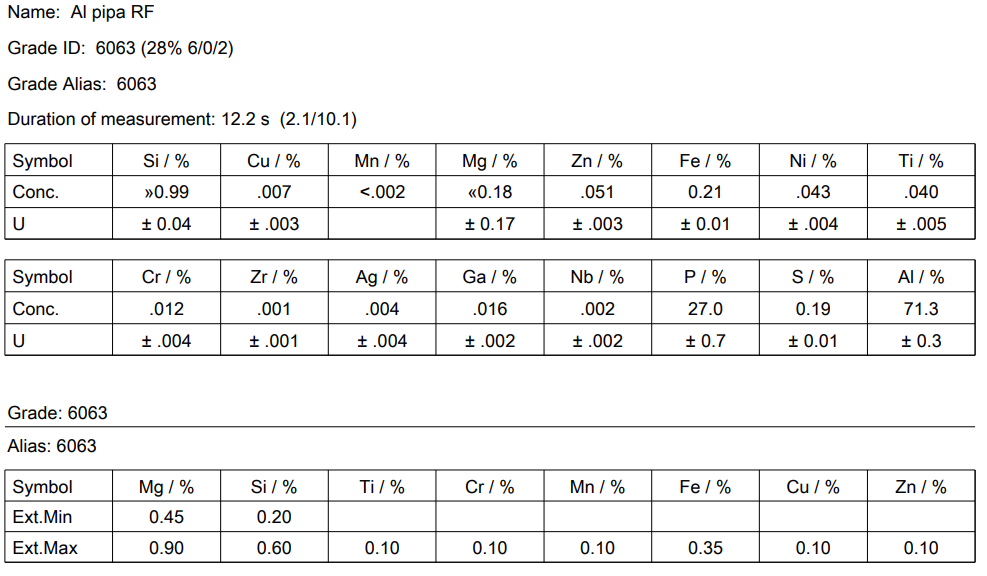 Name: Al pipa RF
Grade ID: 6063 (28% 6/0/2)
Grade Alias: 6063
Duration of measurement: 12.2 s (2.1/10.1)
Symbol Si / % Cu / % Mn / % Mg / % Zn / % Fe / % Ni / % Ti / %
Conc. »0.99 .007 <.002 «0.18 .051 0.21 .043 .040
U ± 0.04 ± .003 ± 0.17 ± .003 ± 0.01 ± .004 ± .005
Symbol Cr / % Zr / % Ag / % Ga / % Nb / % P / % S / % Al / %
Conc. .012 .001 .004 .016 .002 27.0 0.19 71.3
U ± .004 ± .001 ± .004 ± .002 ± .002 ± 0.7 ± 0.01 ± 0.3
Grade: 6063
Alias: 6063
Symbol Mg / % Si / % Ti / % Cr / % Mn / % Fe / % Cu / % Zn / %
Ext.Min 0.45 0.20
Ext.Max 0.90 0.60 0.10 0.10 0.10 0.35 0.10 0.10